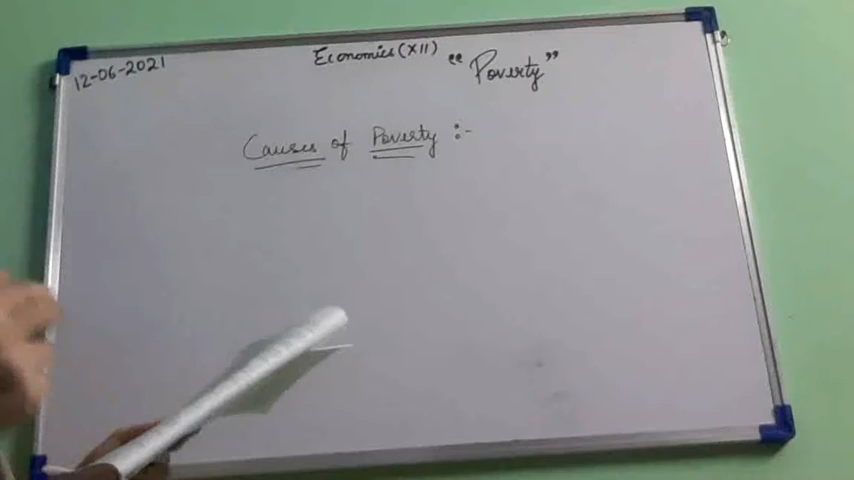 12-06-2021
Economics (XII) "Poverty"
Causes of Poverty :-